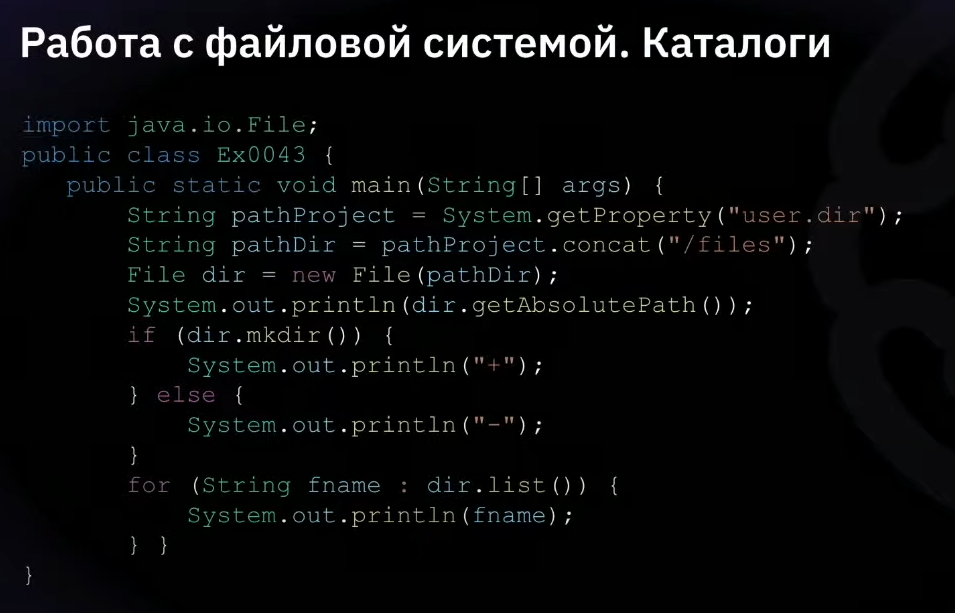 Работа с файловой системой. Каталоги
import java.io.File;
public class Ex0043 {
   public static void main(String[] args) {
       String pathProject = System.getProperty("user.dir");
       String pathDir = pathProject.concat("/files");
       File dir = new File(pathDir);
       System.out.println(dir.getAbsolutePath());
       if (dir.mkdir()) {
           System.out.println("+");
       } else {
           System.out.println("-");
       }
       for (String fname : dir.list()) {
           System.out.println(fname);
       } }
}